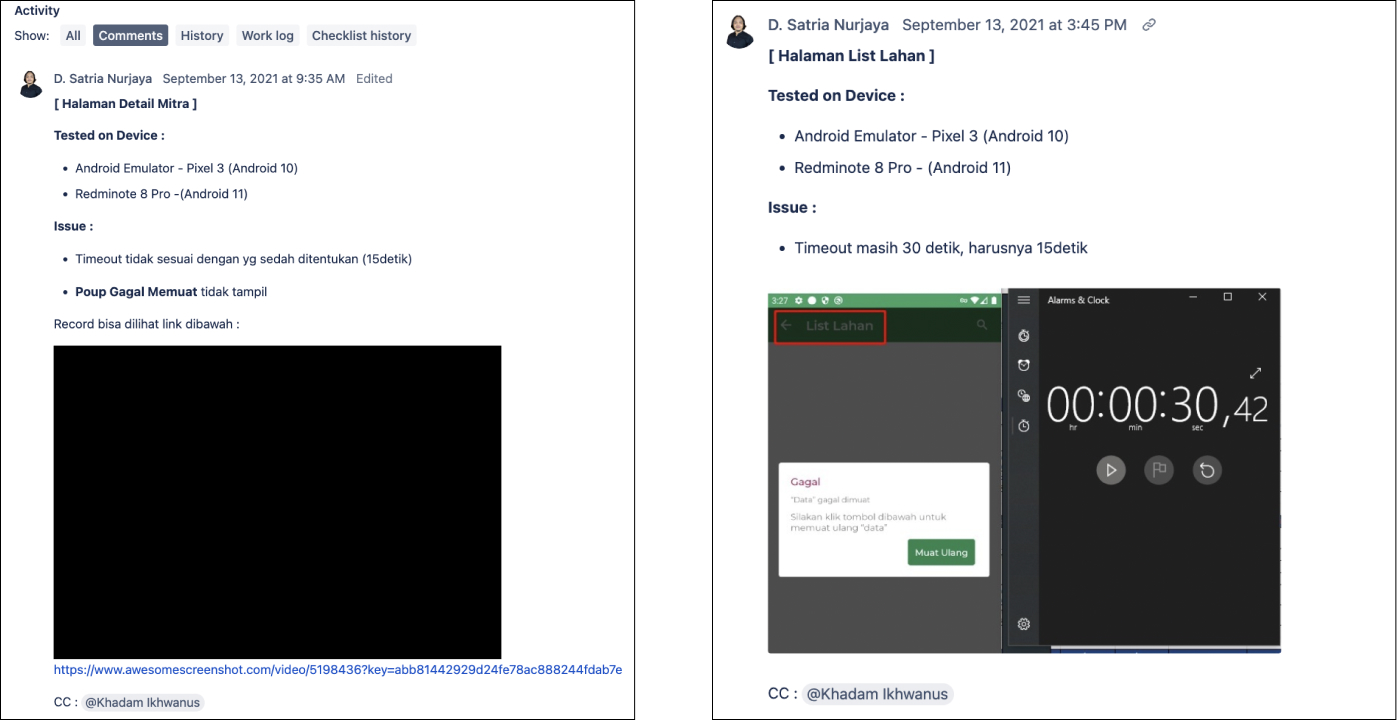 Activity
Show: All Comments History Work log Checklist history
D. Satria Nurjaya September 13, 2021 at 9:35 AM Edited
[ Halaman Detail Mitra ]
Tested on Device :
• Android Emulator - Pixel 3 (Android 10)
• Redminote 8 Pro -(Android 11)
Issue :
• Timeout tidak sesuai dengan yg sedah ditentukan (15detik)
• Poup Gagal Memuat tidak tampil
Record bisa dilihat link dibawah :
https://www.awesomescreenshot.com/video/5198436?key=abb81442929d24fe78ac888244fdab7e
CC : @Khadam Ikhwanus
D. Satria Nurjaya September 13, 2021 at 3:45 PM
[ Halaman List Lahan ]
Tested on Device :
• Android Emulator - Pixel 3 (Android 10)
• Redminote 8 Pro - (Android 11)
Issue :
• Timeout masih 30 detik, harusnya 15detik
3:27
List Lahan
Gagal
"Data" gagal dimuat
Silakan klik tombol dibawah untuk
memuat ulang "data"
Muat Ulang
Alarms & Clock
00:00:30,42
hr min sec
CC : @Khadam Ikhwanus